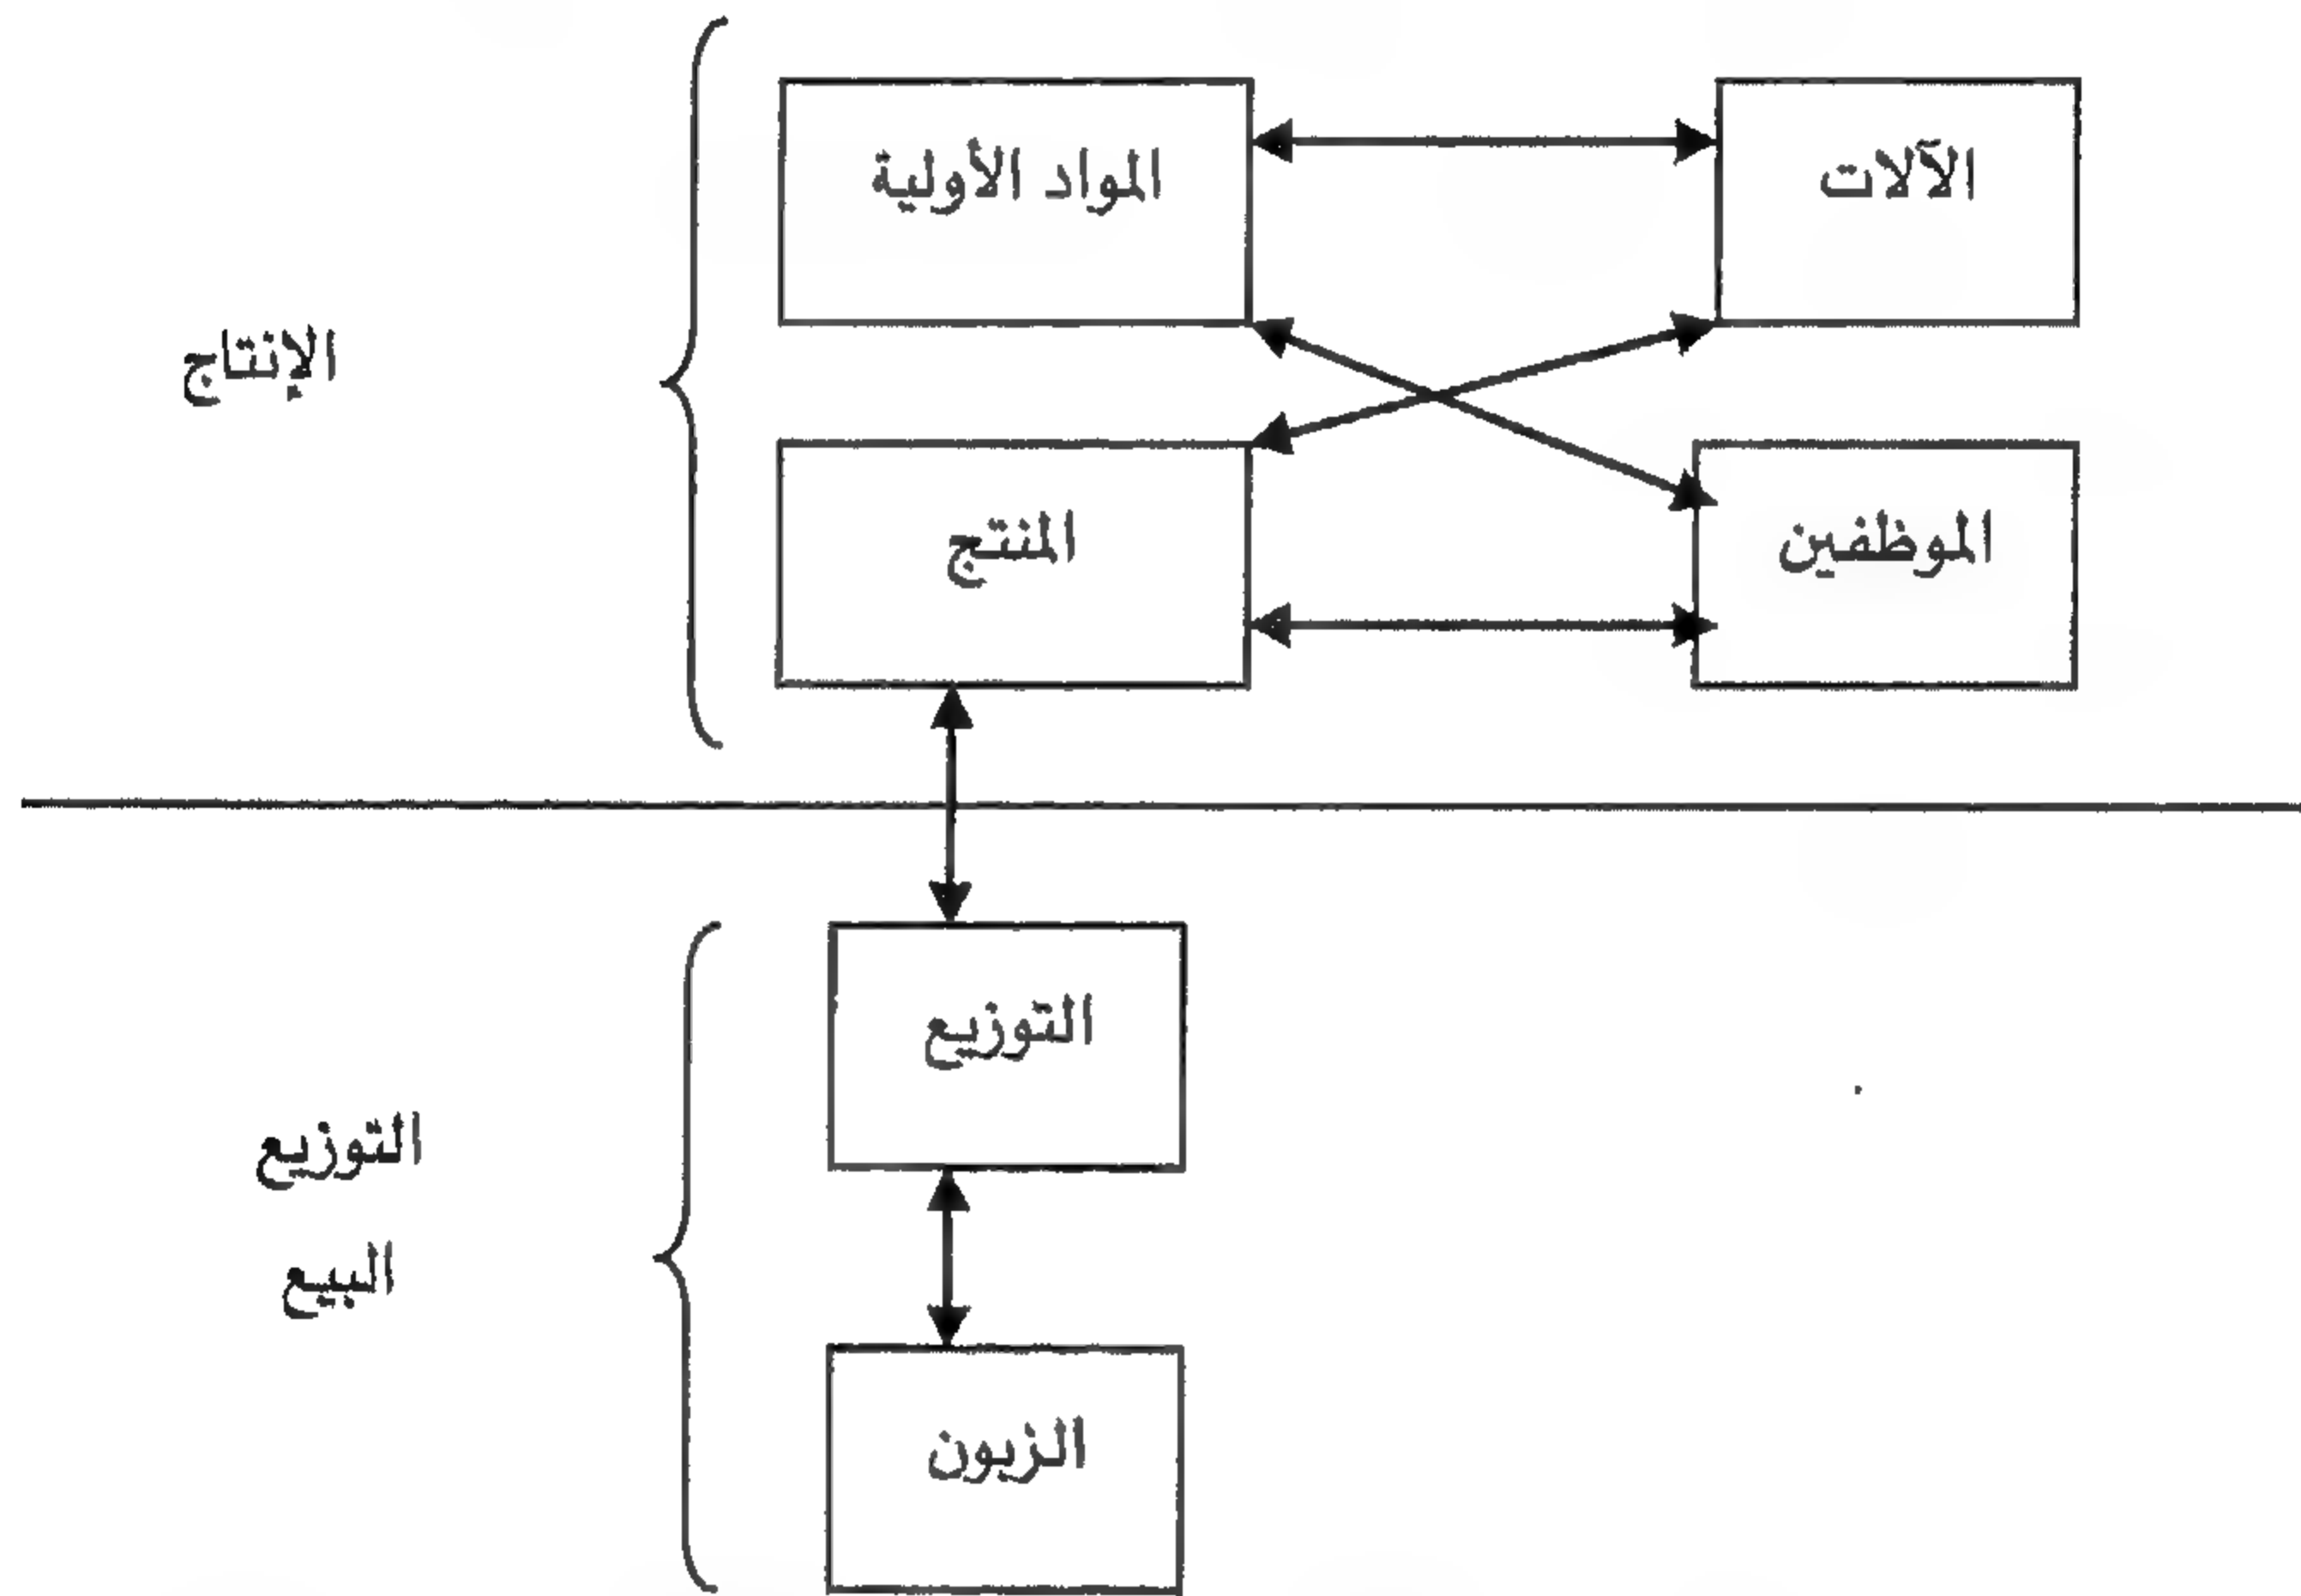 الآلات
المواد الأولية
الموظفين
المنتج
الإنتاج
التوزيع
التوزيع
البيع
الزبون